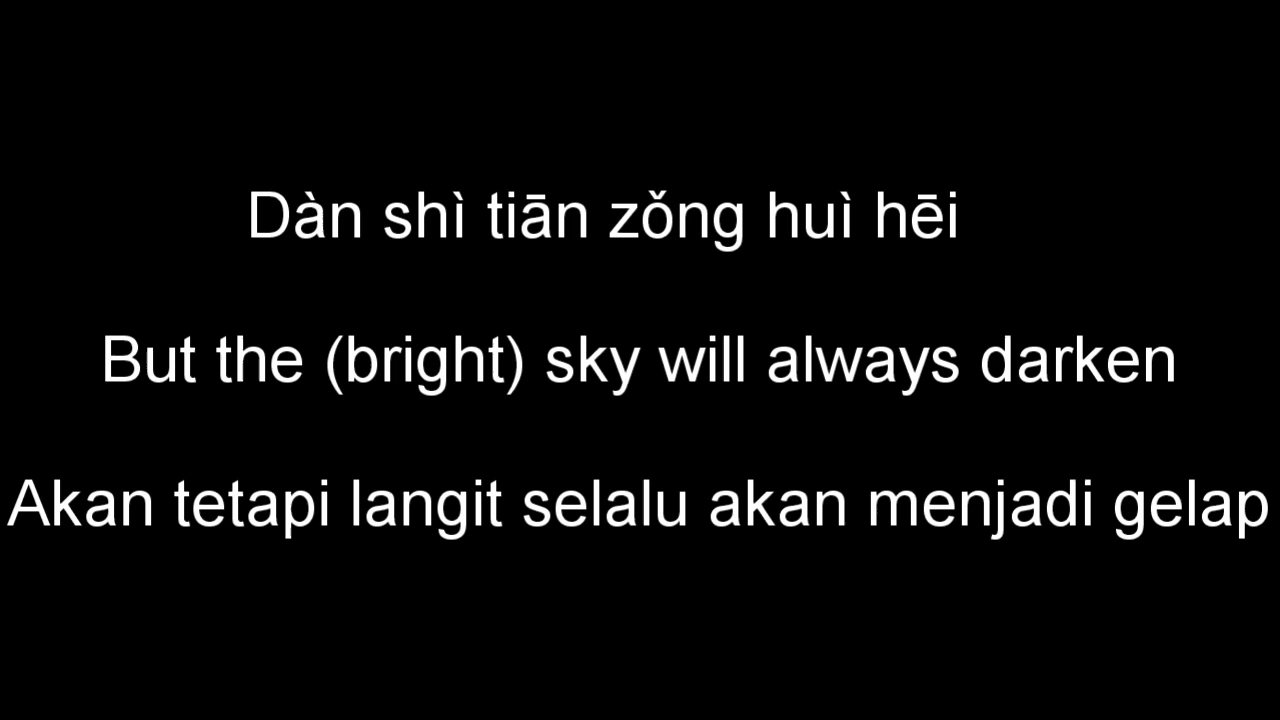 Dàn shì tiān zǒng huì hēi
But the (bright) sky will always darken
Akan tetapi langit selalu akan menjadi gelap